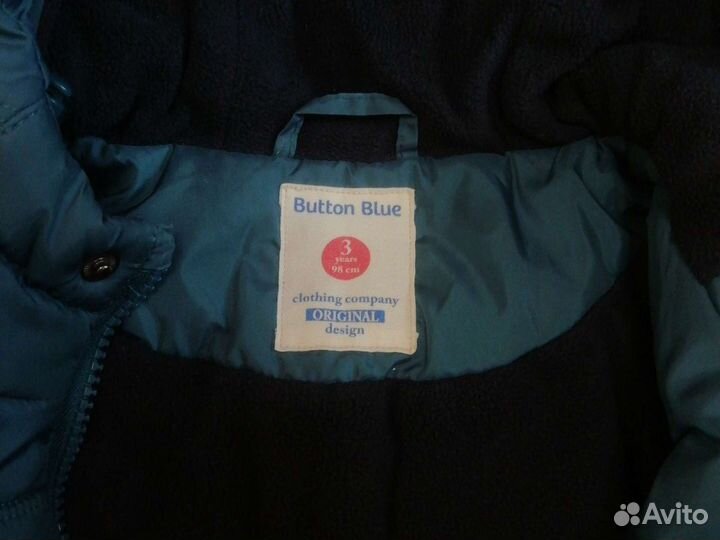 Button Blue
3
years
98 cm
clothing company
ORIGINAL
design
Avito